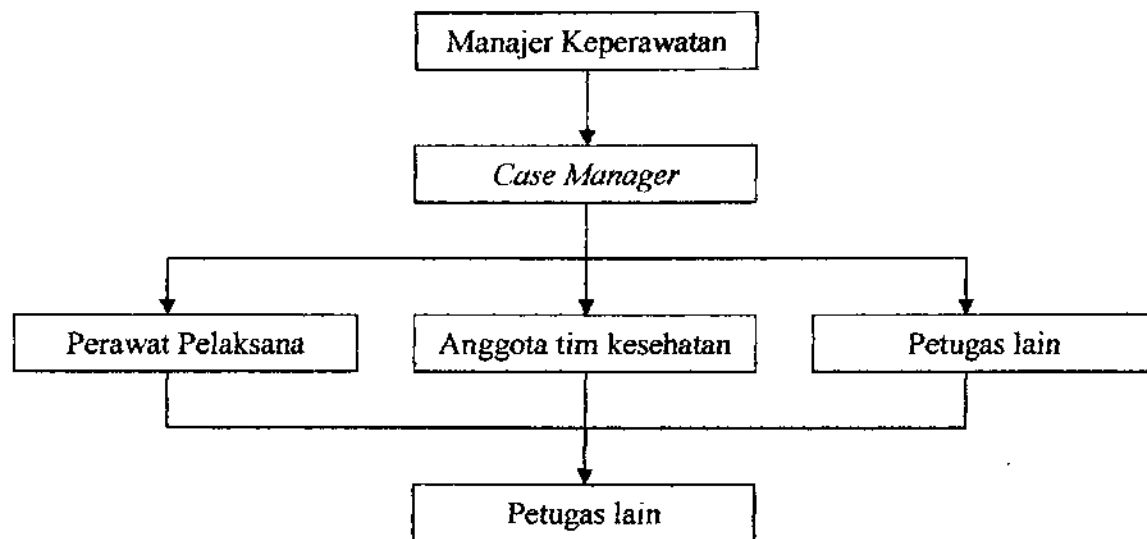 Manajer Keperawatan
Case Manager
Perawat Pelaksana
Anggota tim kesehatan
Petugas lain
Petugas lain